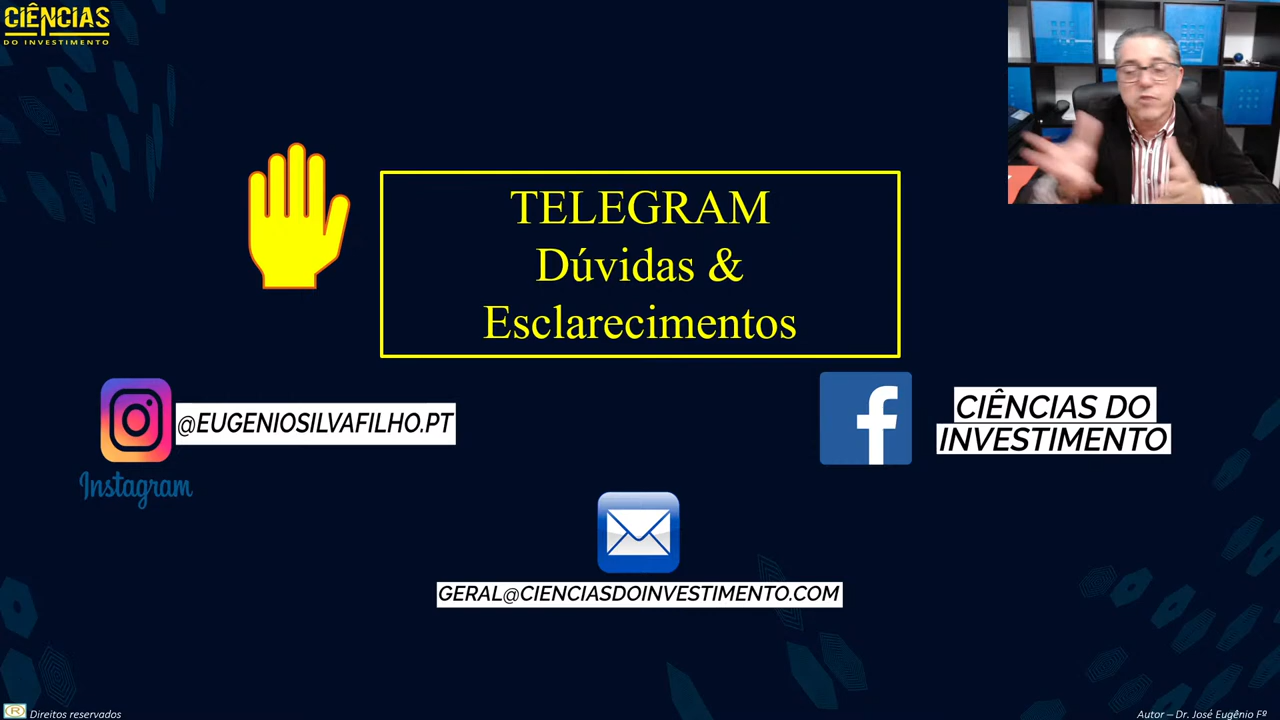 CIÊNCIAS
DO INVESTIMENTO
TELEGRAM
Dúvidas &
Esclarecimentos
@EUGENIOSILVAFILHO.PT
Instagram
CIÊNCIAS DO
INVESTIMENTO
GERAL@CIENCIASDOINVESTIMENTO.COM
R Direitos reservados
Autor – Dr. José Eugênio Fº